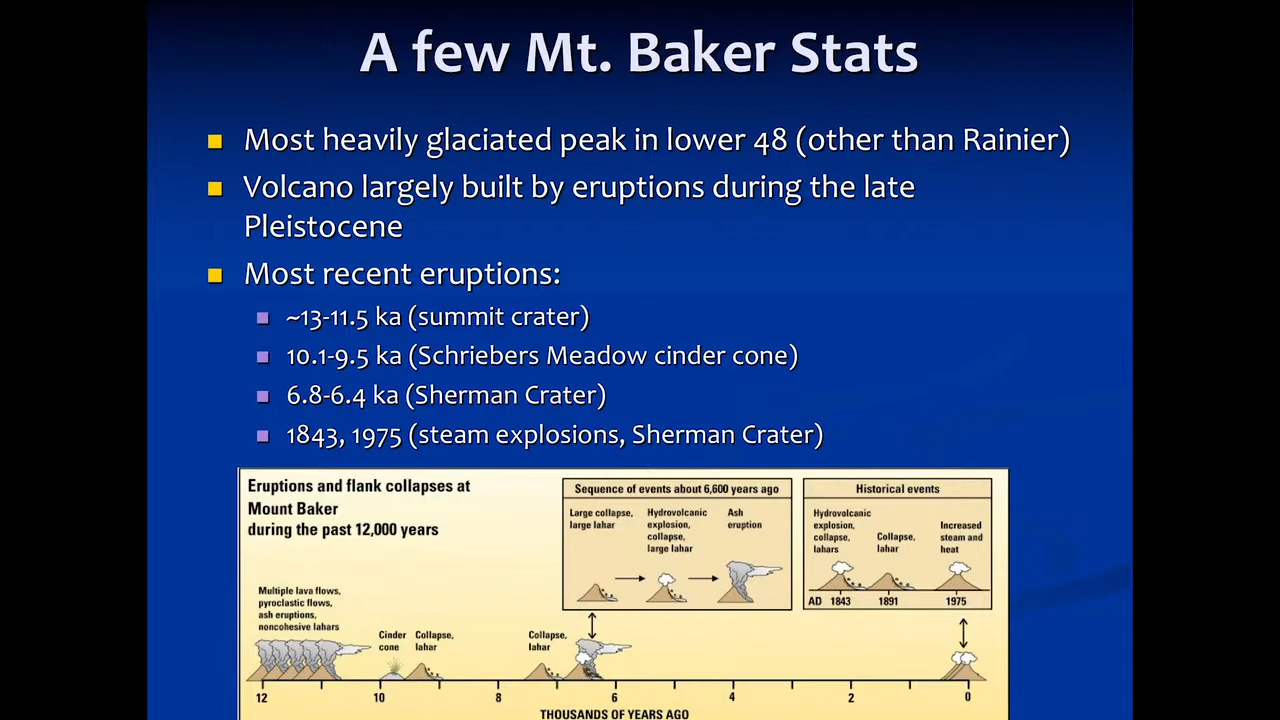 A few Mt. Baker Stats
Most heavily glaciated peak in lower 48 (other than Rainier)
Volcano largely built by eruptions during the late
Pleistocene
Most recent eruptions:
~13-11.5 ka (summit crater)
10.1-9.5 ka (Schriebers Meadow cinder cone)
6.8-6.4 ka (Sherman Crater)
1843, 1975 (steam explosions, Sherman Crater)
Eruptions and flank collapses at
Mount Baker
during the past 12,000 years
Sequence of events about 6,600 years ago
Large collapse,
large lahar
Hydrovolcanic
explosion,
collapse,
large lahar
Ash
eruption
Historical events
Hydrovolcanic
explosion,
collapse,
lahars
Collapse,
lahar
Increased
steam and
heat
AD 1843 1891 1975
Multiple lava flows,
pyroclastic flows,
ash eruptions,
noncohesive lahars
Cinder
cone
Collapse,
lahar
Collapse,
lahar
12 10 8 6 4 2 0
THOUSANDS OF YEARS AGO